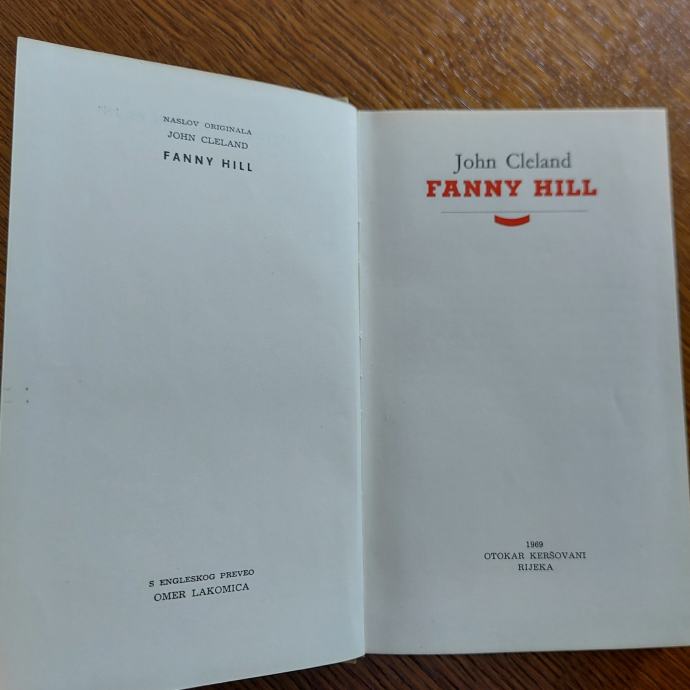 NASLOV ORIGINALA
JOHN CLELAND
FANNY HILL
S ENGLESKOG PREVEO
OMER LAKOMICA
John Cleland
FANNY HILL
1969
OTOKAR KERŠOVANI
RIJEKA